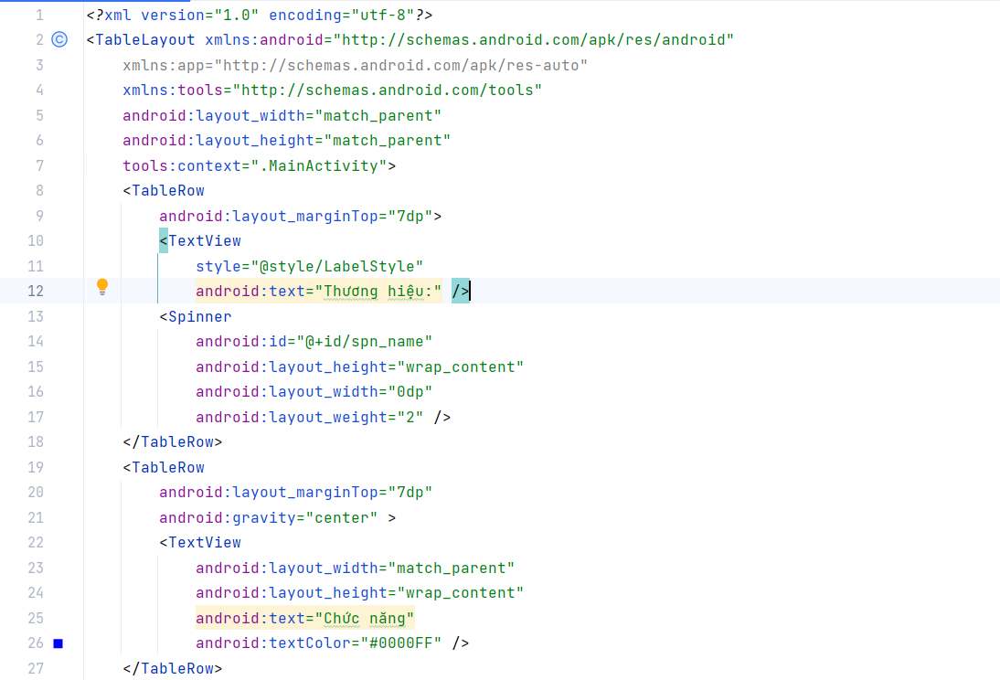 1 <?xml version="1.0" encoding="utf-8"?>
2 <TableLayout xmlns:android="http://schemas.android.com/apk/res/android"
3     xmlns:app="http://schemas.android.com/apk/res-auto"
4     xmlns:tools="http://schemas.android.com/tools"
5     android:layout_width="match_parent"
6     android:layout_height="match_parent"
7     tools:context=".MainActivity">
8     <TableRow
9         android:layout_marginTop="7dp">
10         <TextView
11             style="@style/LabelStyle"
12             android:text="Thương hiệu:" />
13         <Spinner
14             android:id="@+id/spn_name"
15             android:layout_height="wrap_content"
16             android:layout_width="0dp"
17             android:layout_weight="2" />
18     </TableRow>
19     <TableRow
20         android:layout_marginTop="7dp"
21         android:gravity="center" >
22         <TextView
23             android:layout_width="match_parent"
24             android:layout_height="wrap_content"
25             android:text="Chức năng"
26             android:textColor="#0000FF" />
27     </TableRow>